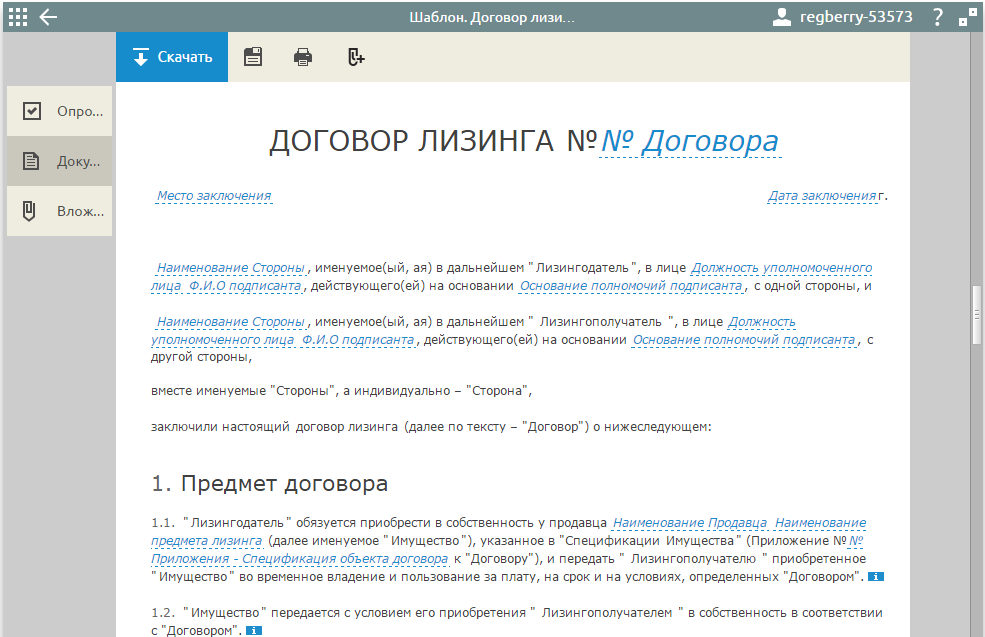 Шаблон. Договор лизи...
regberry-53573 ?
Скачать
Опро...
Доку...
Влож...
ДОГОВОР ЛИЗИНГА №№ Договора
Место заключения
Дата заключенияг.
Наименование Стороны, именуемое(ый, ая) в дальнейшем "Лизингодатель", в лице Должность уполномоченного
лица Ф.И.О подписанта, действующего(ей) на основании Основание полномочий подписанта, с одной стороны, и
Наименование Стороны, именуемое(ый, ая) в дальнейшем " Лизингополучатель ", в лице Должность
уполномоченного лица Ф.И.О подписанта, действующего(ей) на основании Основание полномочий подписанта, с
другой стороны,
вместе именуемые "Стороны", а индивидуально – "Сторона",
заключили настоящий договор лизинга (далее по тексту – "Договор") о нижеследующем:
1. Предмет договора
1.1. "Лизингодатель" обязуется приобрести в собственность у продавца Наименование Продавца Наименование
предмета лизинга (далее именуемое "Имущество"), указанное в "Спецификации Имущества" (Приложение №№
Приложения - Спецификация объекта договора к "Договору"), и передать " Лизингополучателю " приобретенное
"Имущество" во временное владение и пользование за плату, на срок и на условиях, определенных "Договором". i
1.2. "Имущество" передается с условием его приобретения " Лизингополучателем " в собственность в соответствии
с "Договором". i